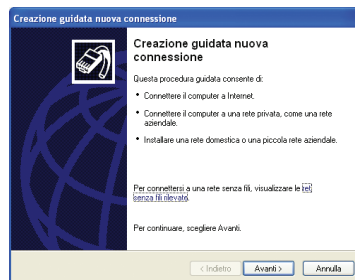 Creazione guidata nuova connessione
Creazione guidata nuova
connessione
Questa procedura guidata consente di:
• Connettere il computer a Internet.
• Connettere il computer a una rete privata, come una rete
aziendale.
• Installare una rete domestica o una piccola rete aziendale.
Per connettersi a una rete senza fili, visualizzare le reti
senza fili rilevate.
Per continuare, scegliere Avanti.
< Indietro
Avanti >
Annulla